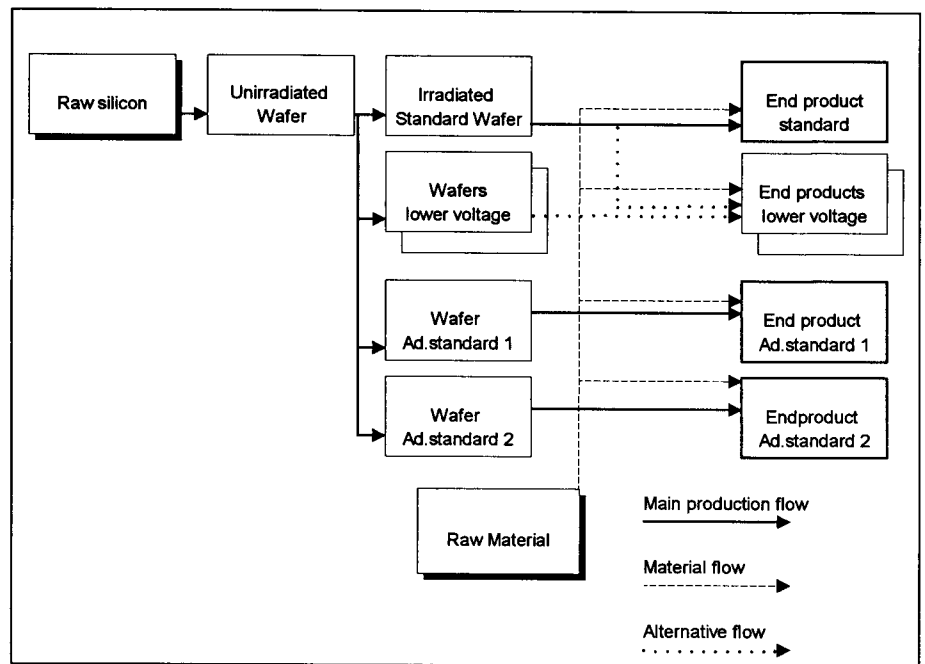 Raw silicon
Unirradiated
Wafer
Irradiated
Standard Wafer
End product
standard
Wafers
lower voltage
End products
lower voltage
Wafer
Ad.standard 1
End product
Ad.standard 1
Wafer
Ad.standard 2
Endproduct
Ad.standard 2
Raw Material
Main production flow
Material flow
Alternative flow